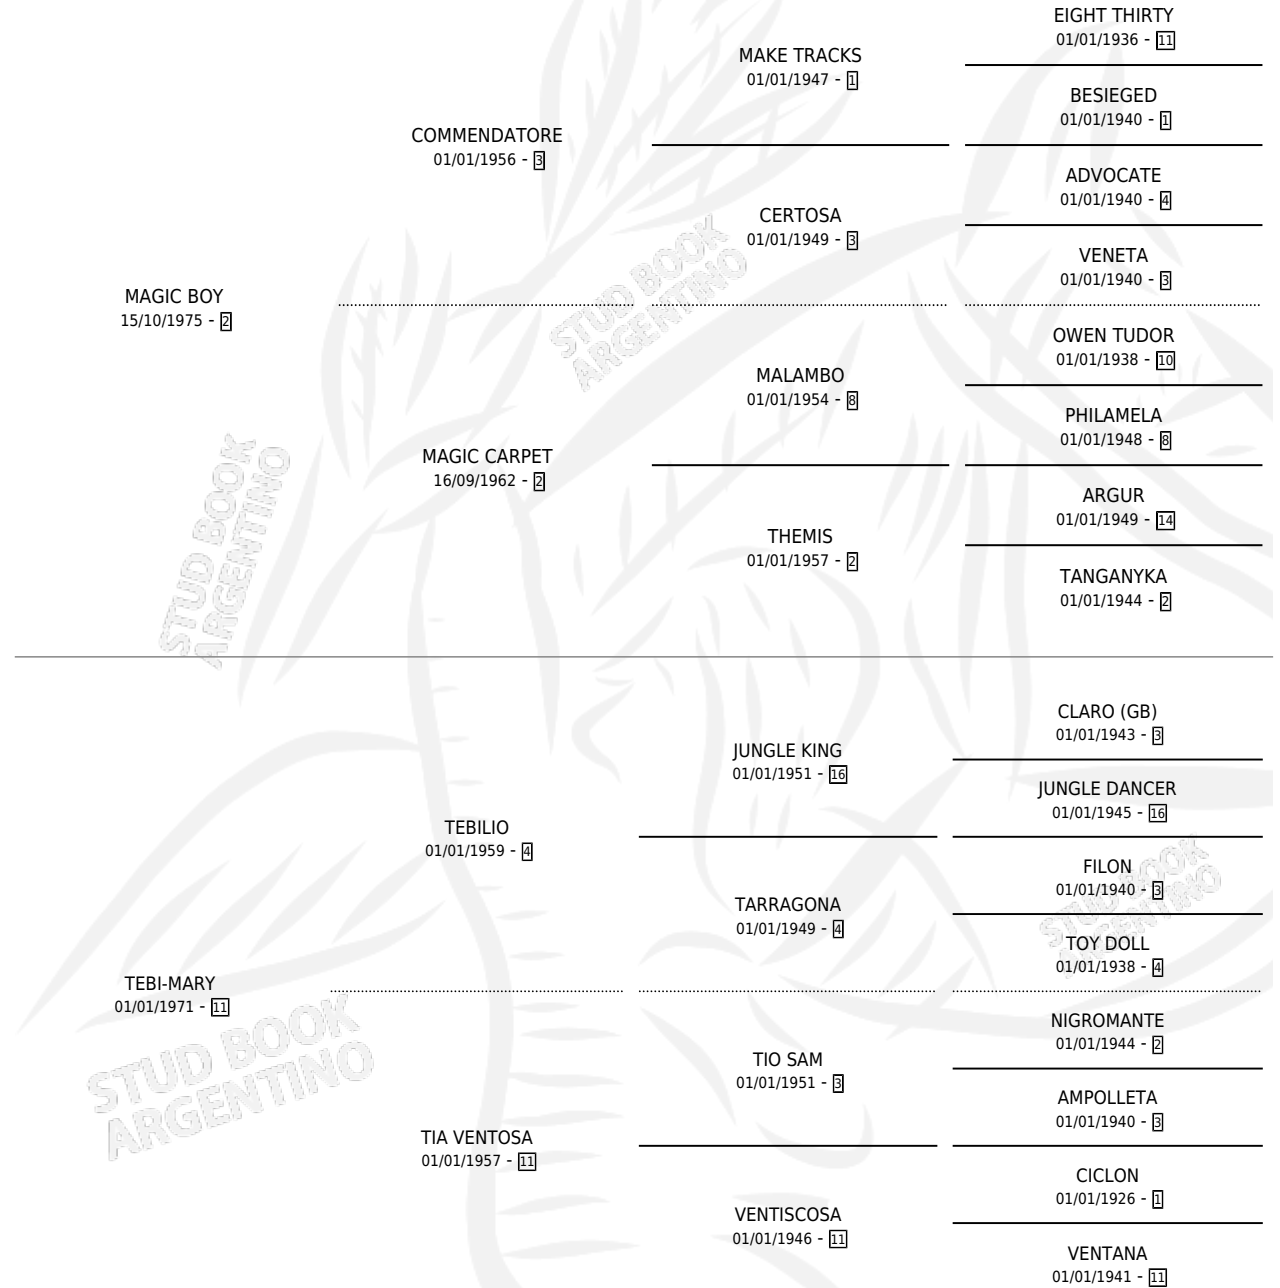 EIGHT THIRTY
01/01/1936 - 11
MAKE TRACKS
01/01/1947 - 1
BESIEGED
01/01/1940 - 1
COMMENDATORE
01/01/1956 - 3
ADVOCATE
01/01/1940 - 4
CERTOSA
01/01/1949 - 3
VENETA
01/01/1940 - 3
MAGIC BOY
15/10/1975 - 2
OWEN TUDOR
01/01/1938 - 10
MALAMBO
01/01/1954 - 8
PHILAMELA
01/01/1948 - 8
MAGIC CARPET
16/09/1962 - 2
ARGUR
01/01/1949 - 14
THEMIS
01/01/1957 - 2
TANGANYKA
01/01/1944 - 2
CLARO (GB)
01/01/1943 - 3
JUNGLE KING
01/01/1951 - 16
JUNGLE DANCER
01/01/1945 - 16
TEBILIO
01/01/1959 - 4
FILON
01/01/1940 - 3
TARRAGONA
01/01/1949 - 4
TOY DOLL
01/01/1938 - 4
TEBI-MARY
01/01/1971 - 11
NIGROMANTE
01/01/1944 - 2
TIO SAM
01/01/1951 - 3
AMPOLLETA
01/01/1940 - 3
TIA VENTOSA
01/01/1957 - 11
CICLON
01/01/1926 - 1
VENTISCOSA
01/01/1946 - 11
VENTANA
01/01/1941 - 11
STUD BOOK
ARGENTINO
STUD BOOK
ARGENTINO
STUD BOOK
ARGENTINO
STUD BOOK
ARGENTINO